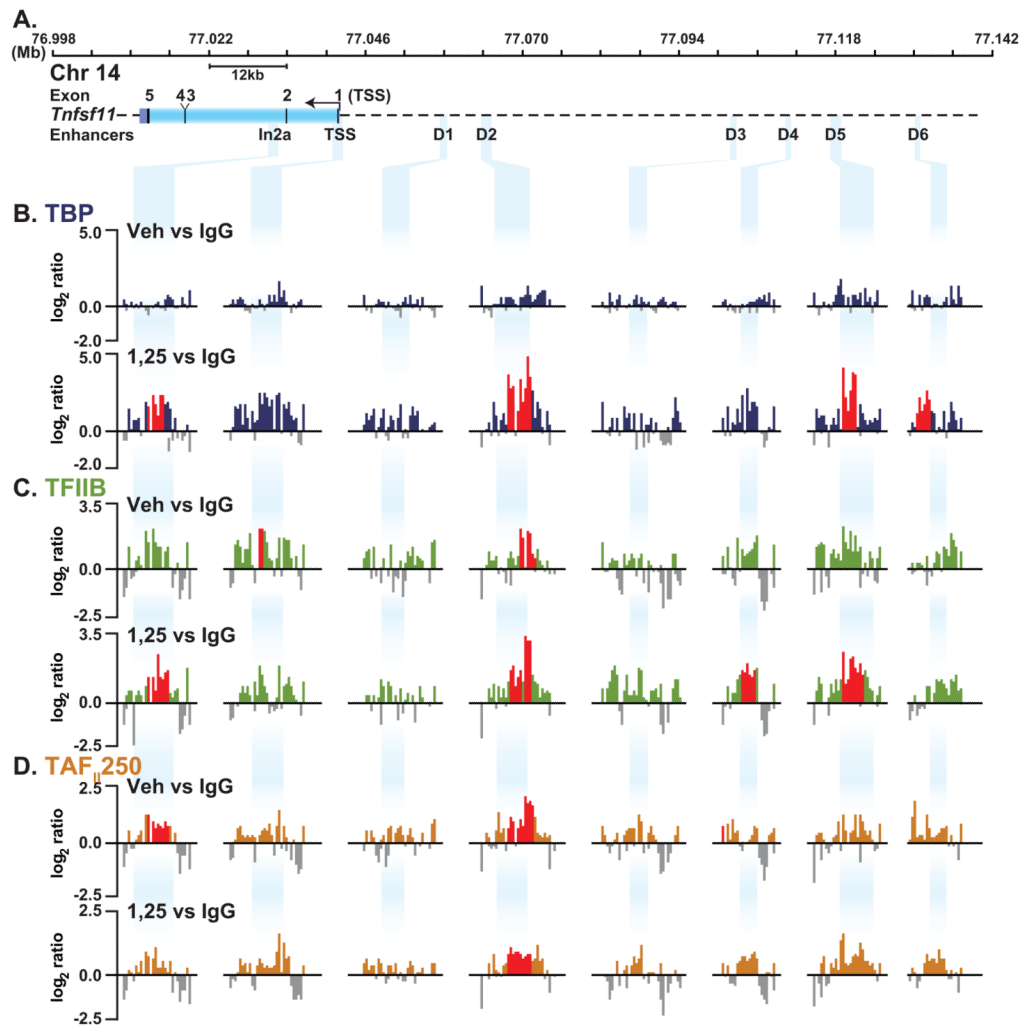 A.
76.998 77.022 77.046 77.070 77.094 77.118 77.142
(Mb)
Chr 14
12kb
Exon 5 43 2 1 (TSS)
Tnfsf11
Enhancers In2a TSS D1 D2 D3 D4 D5 D6
B. TBP
Veh vs IgG
5.0
log2 ratio
0.0
-2.0
1,25 vs IgG
5.0
log2 ratio
0.0
-2.0
C. TFIIB
Veh vs IgG
3.5
log2 ratio
0.0
-2.5
1,25 vs IgG
3.5
log2 ratio
0.0
-2.5
D. TAFII250
Veh vs IgG
2.5
log2 ratio
0.0
-2.5
1,25 vs IgG
2.5
log2 ratio
0.0
-2.5